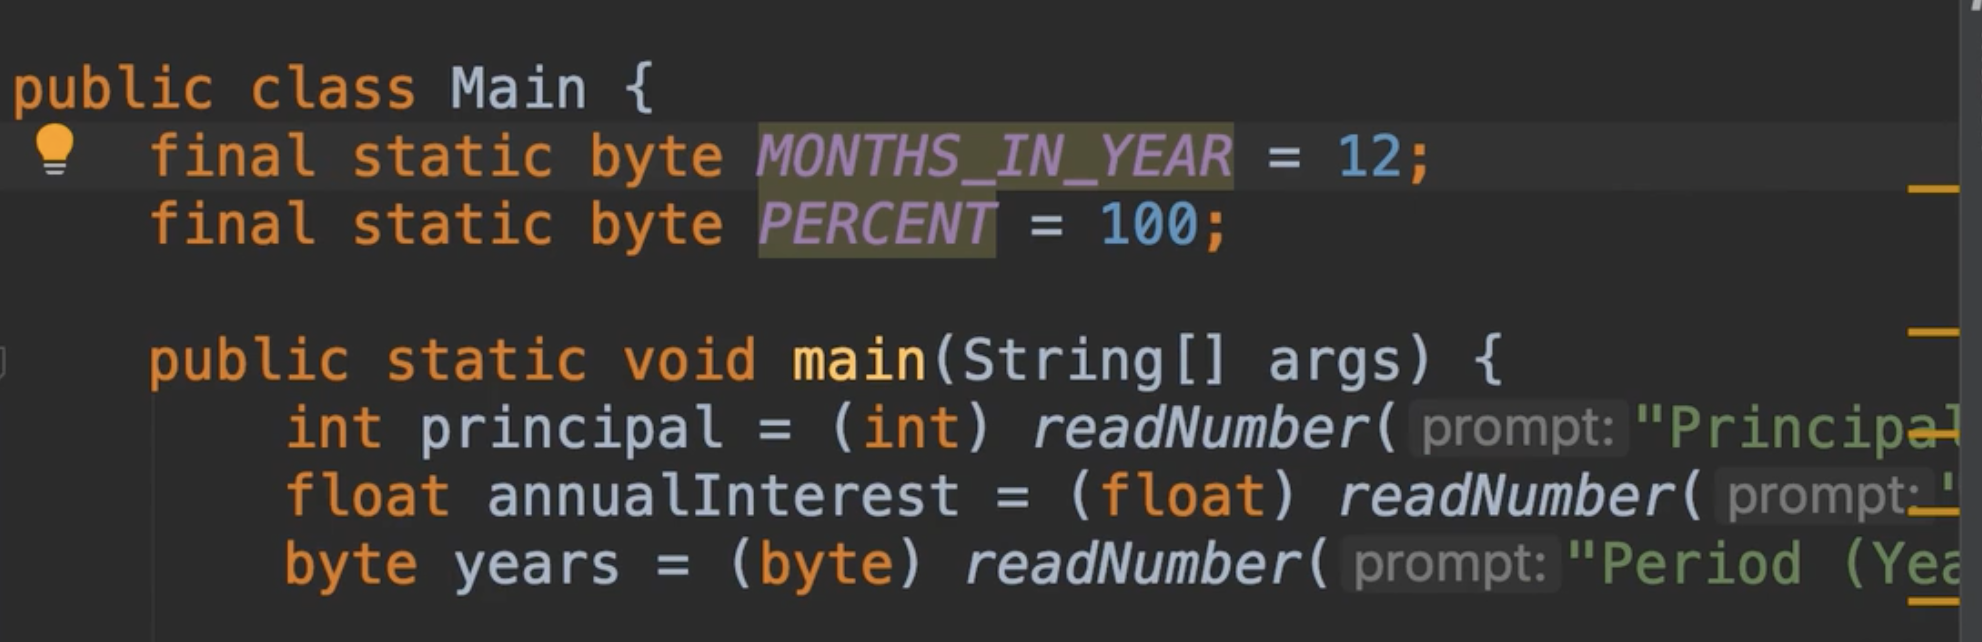 public class Main {
final static byte MONTHS_IN_YEAR = 12;
final static byte PERCENT = 100;
public static void main(String[] args) {
int principal = (int) readNumber( prompt: "Principal
float annualInterest = (float) readNumber( prompt: "
byte years = (byte) readNumber( prompt: "Period (Yea